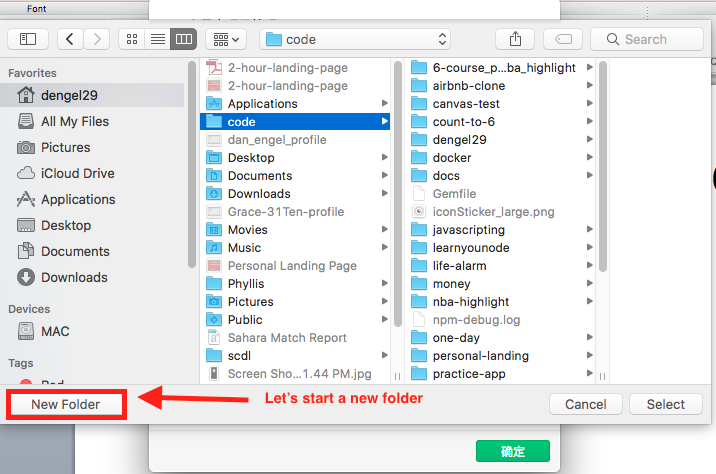 Font
code
Search
Favorites
dengel29
All My Files
Pictures
iCloud Drive
Applications
Desktop
Documents
Downloads
Devices
MAC
Tags
2-hour-landing-page
2-hour-landing-page
Applications
code
dan_engel_profile
Desktop
Documents
Downloads
Grace-31Ten-profile
Movies
Music
Personal Landing Page
Phyllis
Pictures
Public
Sahara Match Report
scdl
Screen Sho...1.44 PM.jpg
6-course_p...ba_highlight
airbnb-clone
canvas-test
count-to-6
dengel29
docker
docs
Gemfile
iconSticker_large.png
javascripting
learnyounode
life-alarm
money
nba-highlight
npm-debug.log
one-day
personal-landing
practice-app
New Folder
Let's start a new folder
Cancel
Select
确定